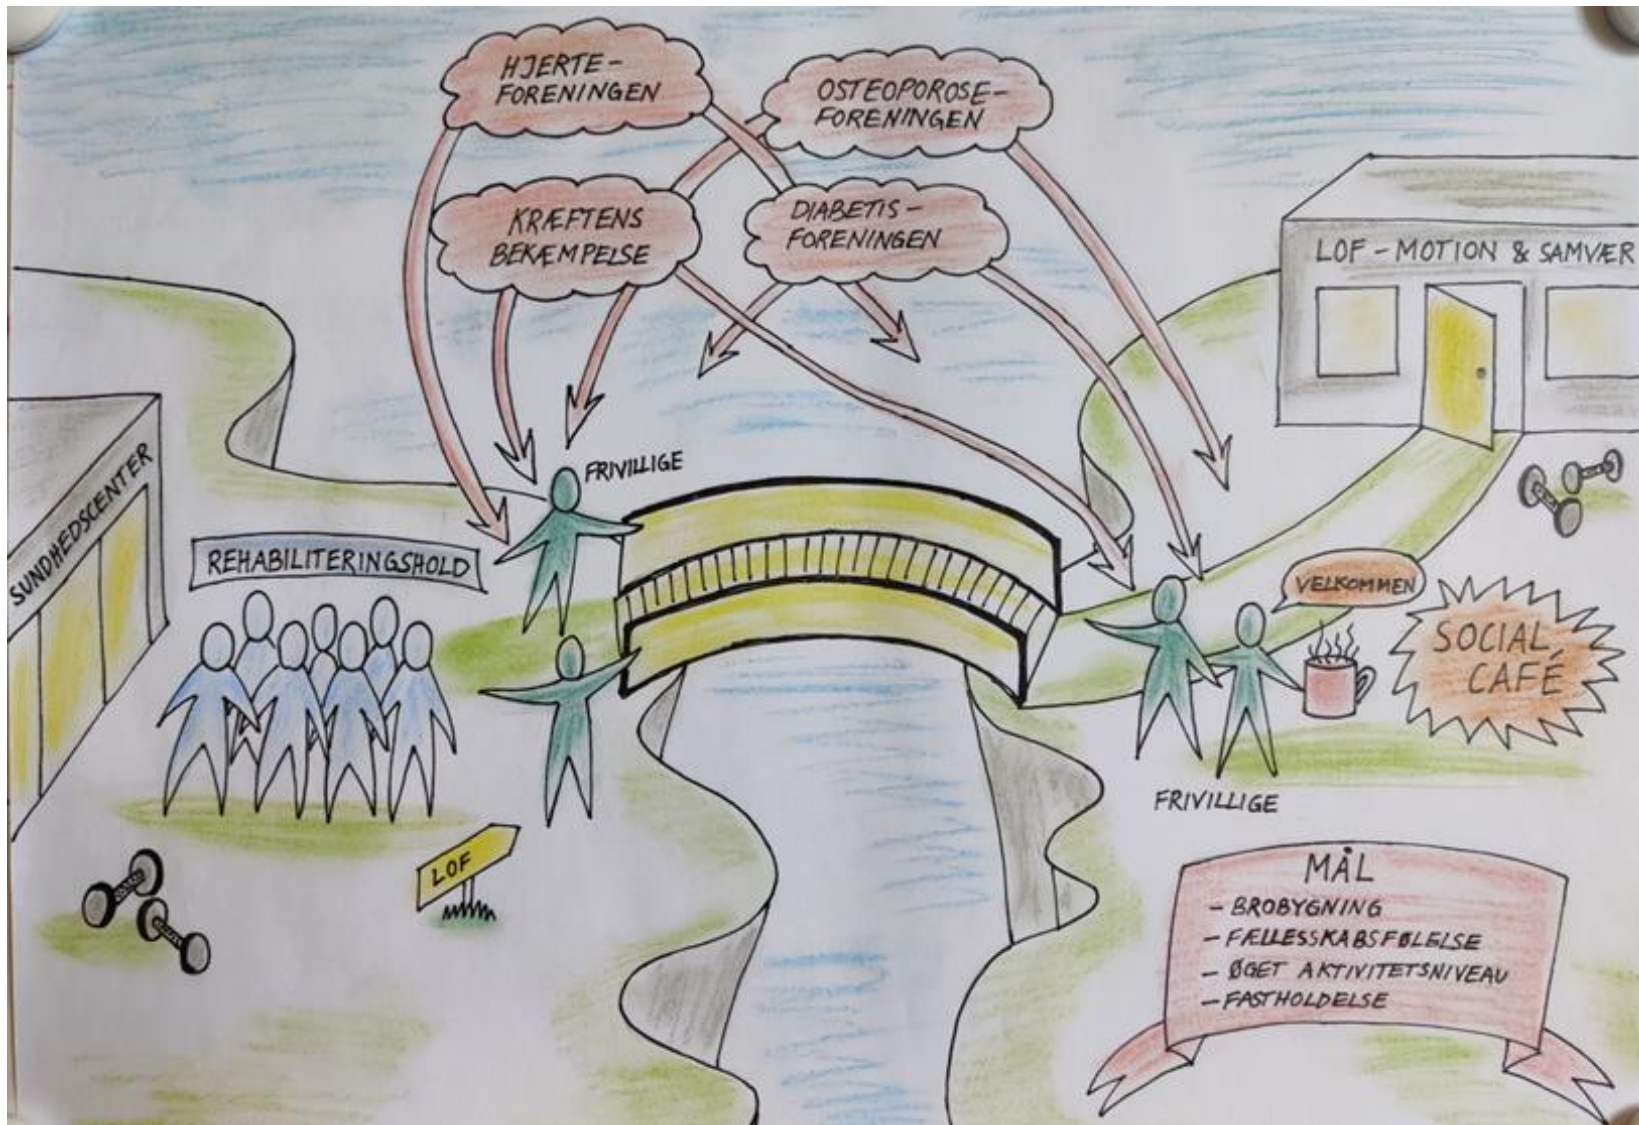 HJERTE-
FORENINGEN
OSTEOPOROSE-
FORENINGEN
KRÆFTENS
BEKÆMPELSE
DIABETIS-
FORENINGEN
LOF - MOTION & SAMVÆR
SUNDHEDSCENTER
FRIVILLIGE
REHABILITERINGSHOLD
VELKOMMEN
SOCIAL
CAFÉ
FRIVILLIGE
LOF
MÅL
- BROBYGNING
- FÆLLESSKABSFØLELSE
- ØGET AKTIVITETSNIVEAU
- FASTHOLDELSE